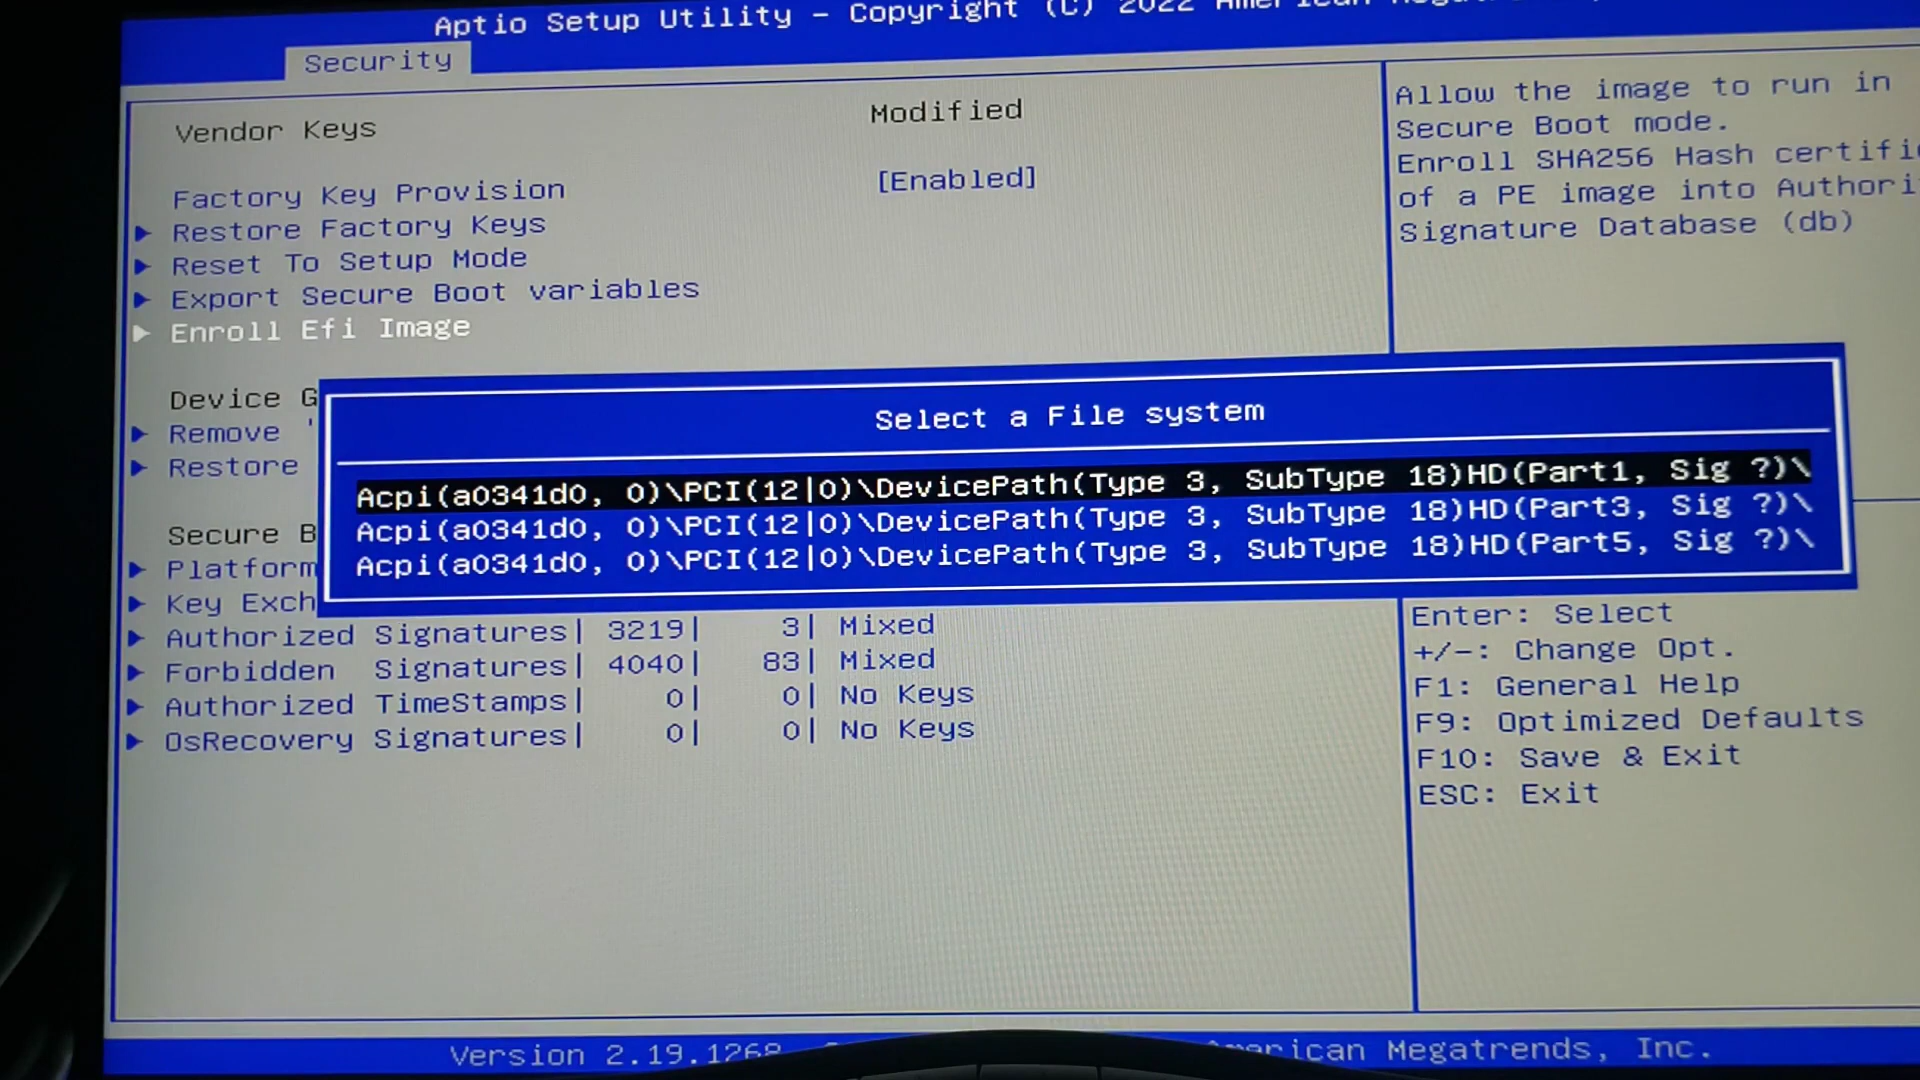 Aptio Setup Utility – Copyright (C) 2022 American
Security
Vendor Keys Modified
Factory Key Provision [Enabled]
Restore Factory Keys
Reset To Setup Mode
Export Secure Boot variables
Enroll Efi Image
Device G
Remove '
Restore
Secure B
Platform
Key Exch
Authorized Signatures| 3219| 3| Mixed
Forbidden Signatures| 4040| 83| Mixed
Authorized TimeStamps| 0| 0| No Keys
OsRecovery Signatures| 0| 0| No Keys
Select a File system
Acpi(a0341d0, 0)\PCI(12|0)\DevicePath(Type 3, SubType 18)HD(Part1, Sig ?)\
Acpi(a0341d0, 0)\PCI(12|0)\DevicePath(Type 3, SubType 18)HD(Part3, Sig ?)\
Acpi(a0341d0, 0)\PCI(12|0)\DevicePath(Type 3, SubType 18)HD(Part5, Sig ?)\
Allow the image to run in
Secure Boot mode.
Enroll SHA256 Hash certifi
of a PE image into Authori
Signature Database (db)
Enter: Select
+/-: Change Opt.
F1: General Help
F9: Optimized Defaults
F10: Save & Exit
ESC: Exit
Version 2.19.1268. American Megatrends, Inc.